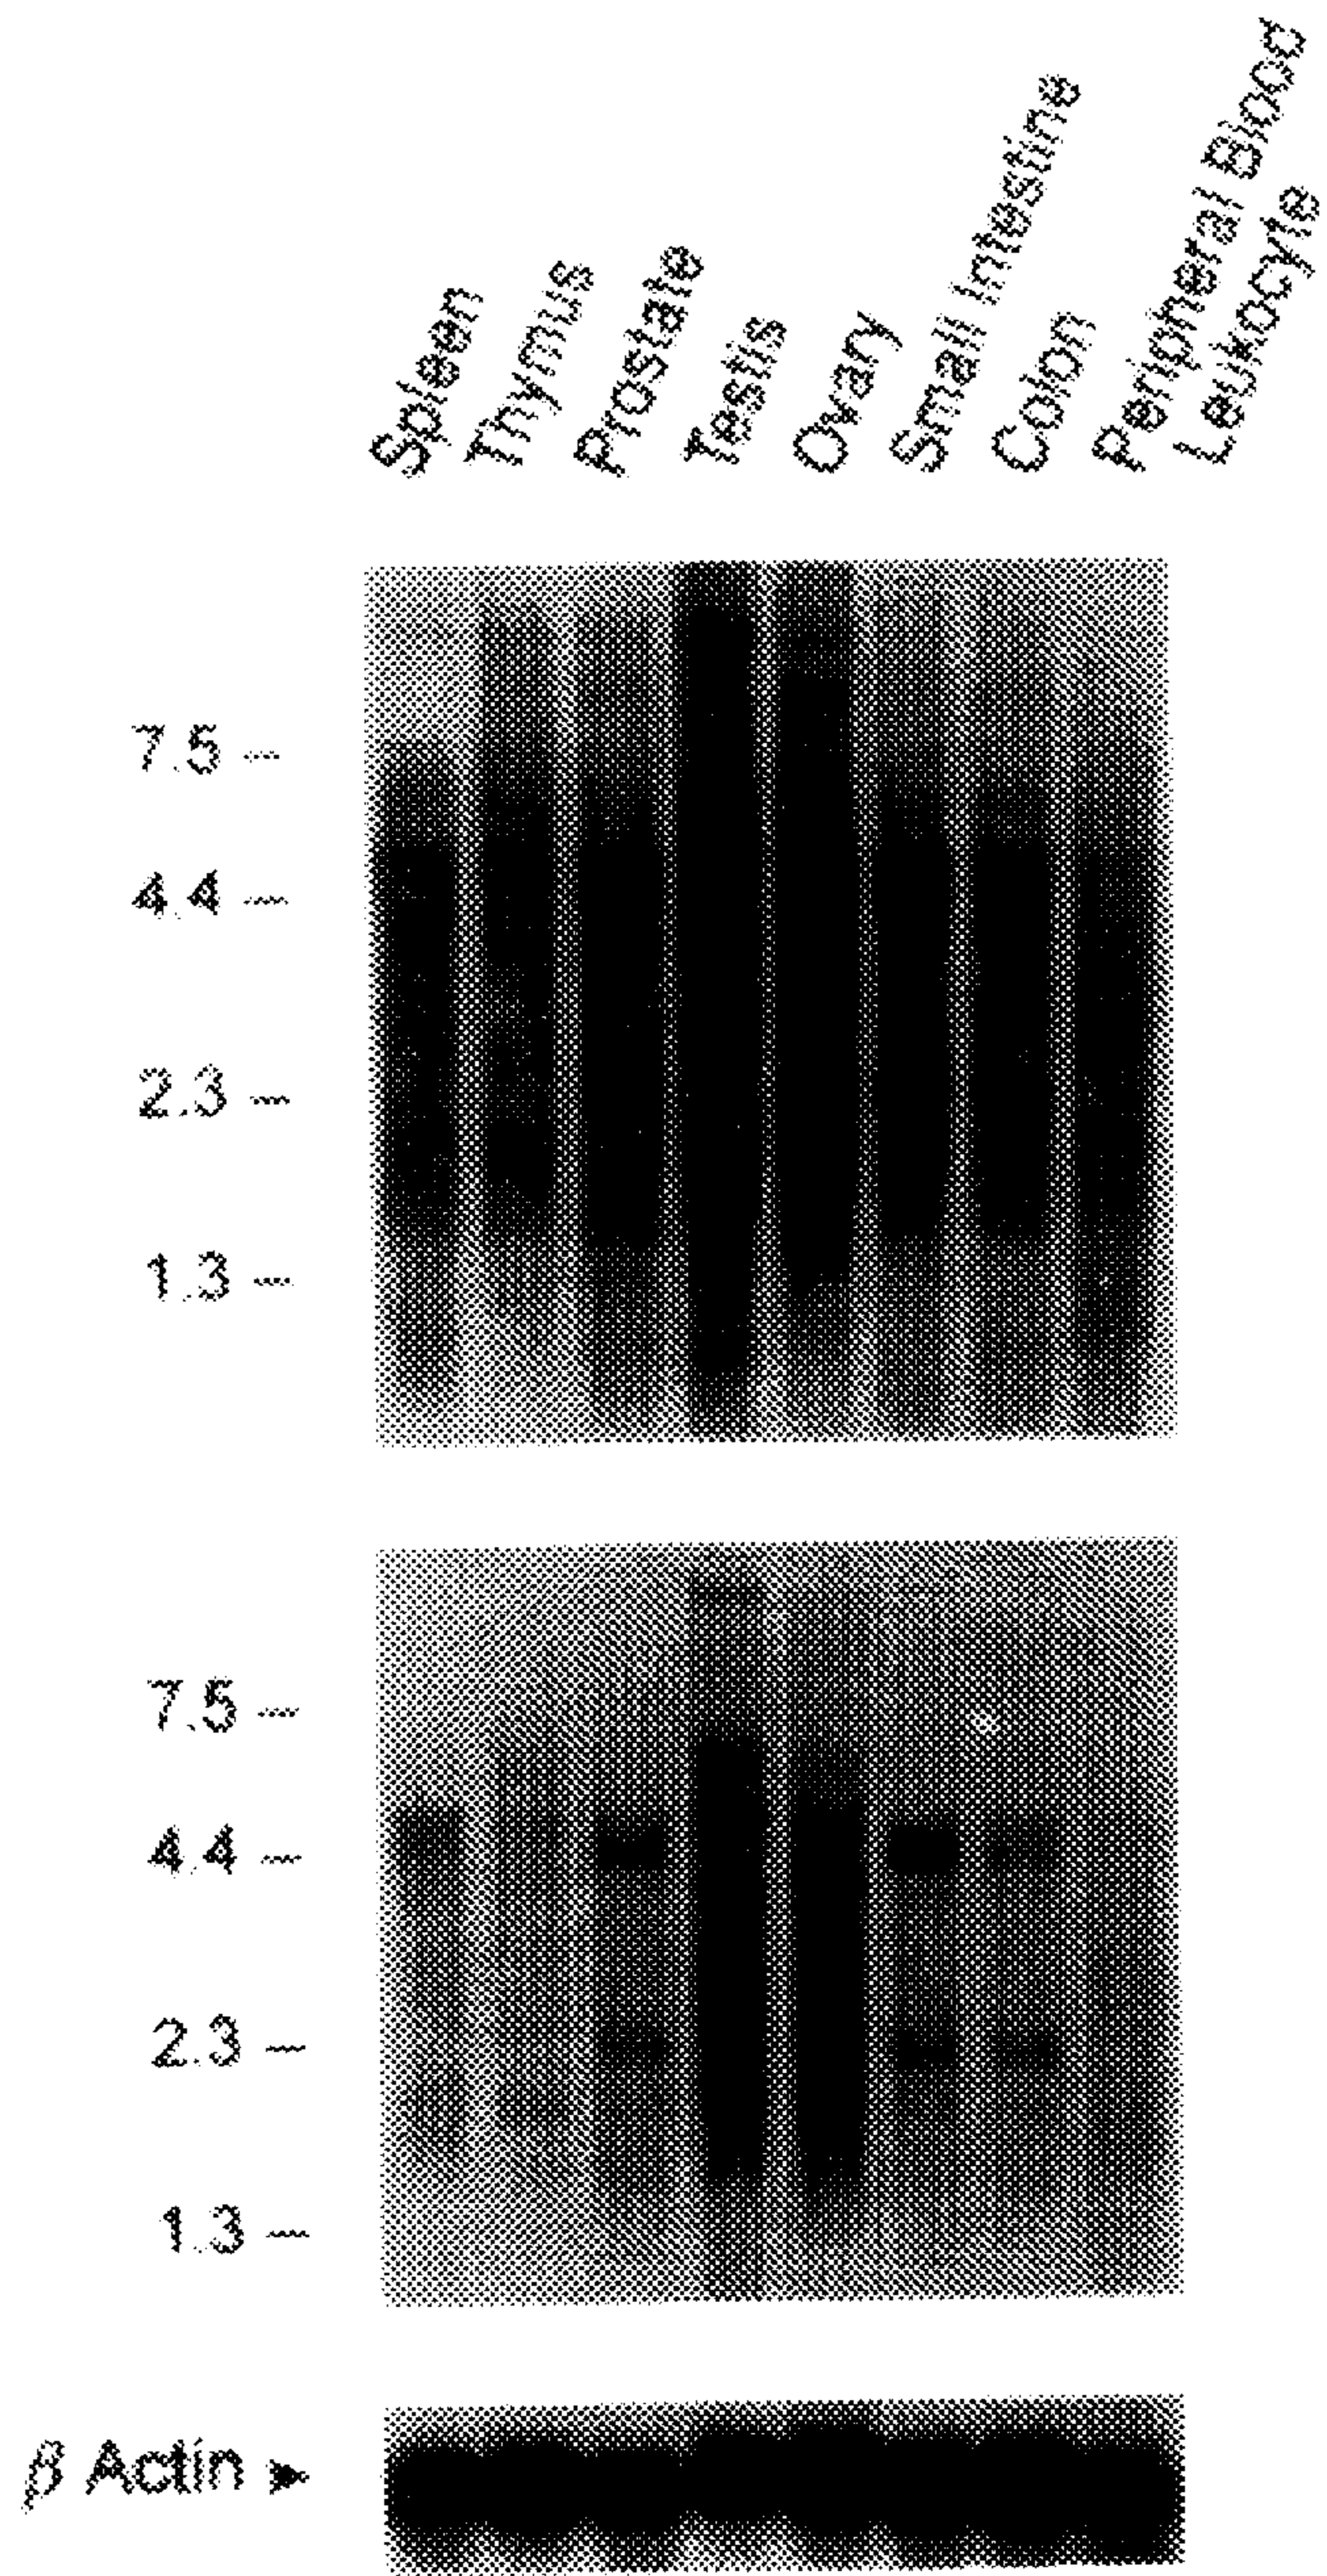 Spleen
Thymus
Prostate
Testis
Ovary
Small Intestine
Colon
Peripheral Blood
Leukocyte
7.5 –
4.4 –
2.3 –
1.3 –
7.5 –
4.4 –
2.3 –
1.3 –
β Actin ►